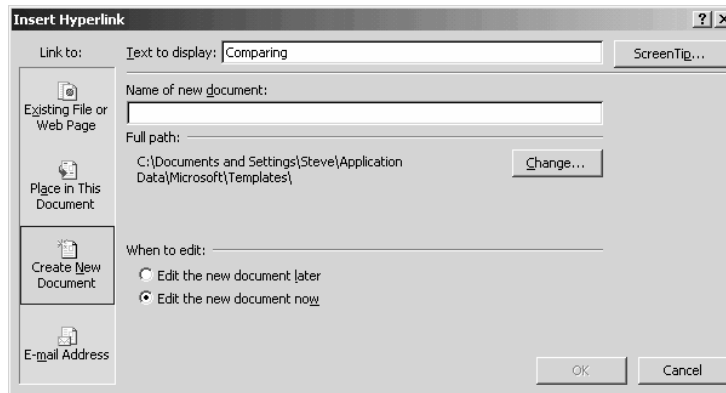 Insert Hyperlink
Link to:
Text to display: Comparing
ScreenTip...
Existing File or
Web Page
Place in This
Document
Create New
Document
E-mail Address
Name of new document:
Full path:
C:\Documents and Settings\Steve\Application
Data\Microsoft\Templates\
Change...
When to edit:
Edit the new document later
Edit the new document now
OK
Cancel